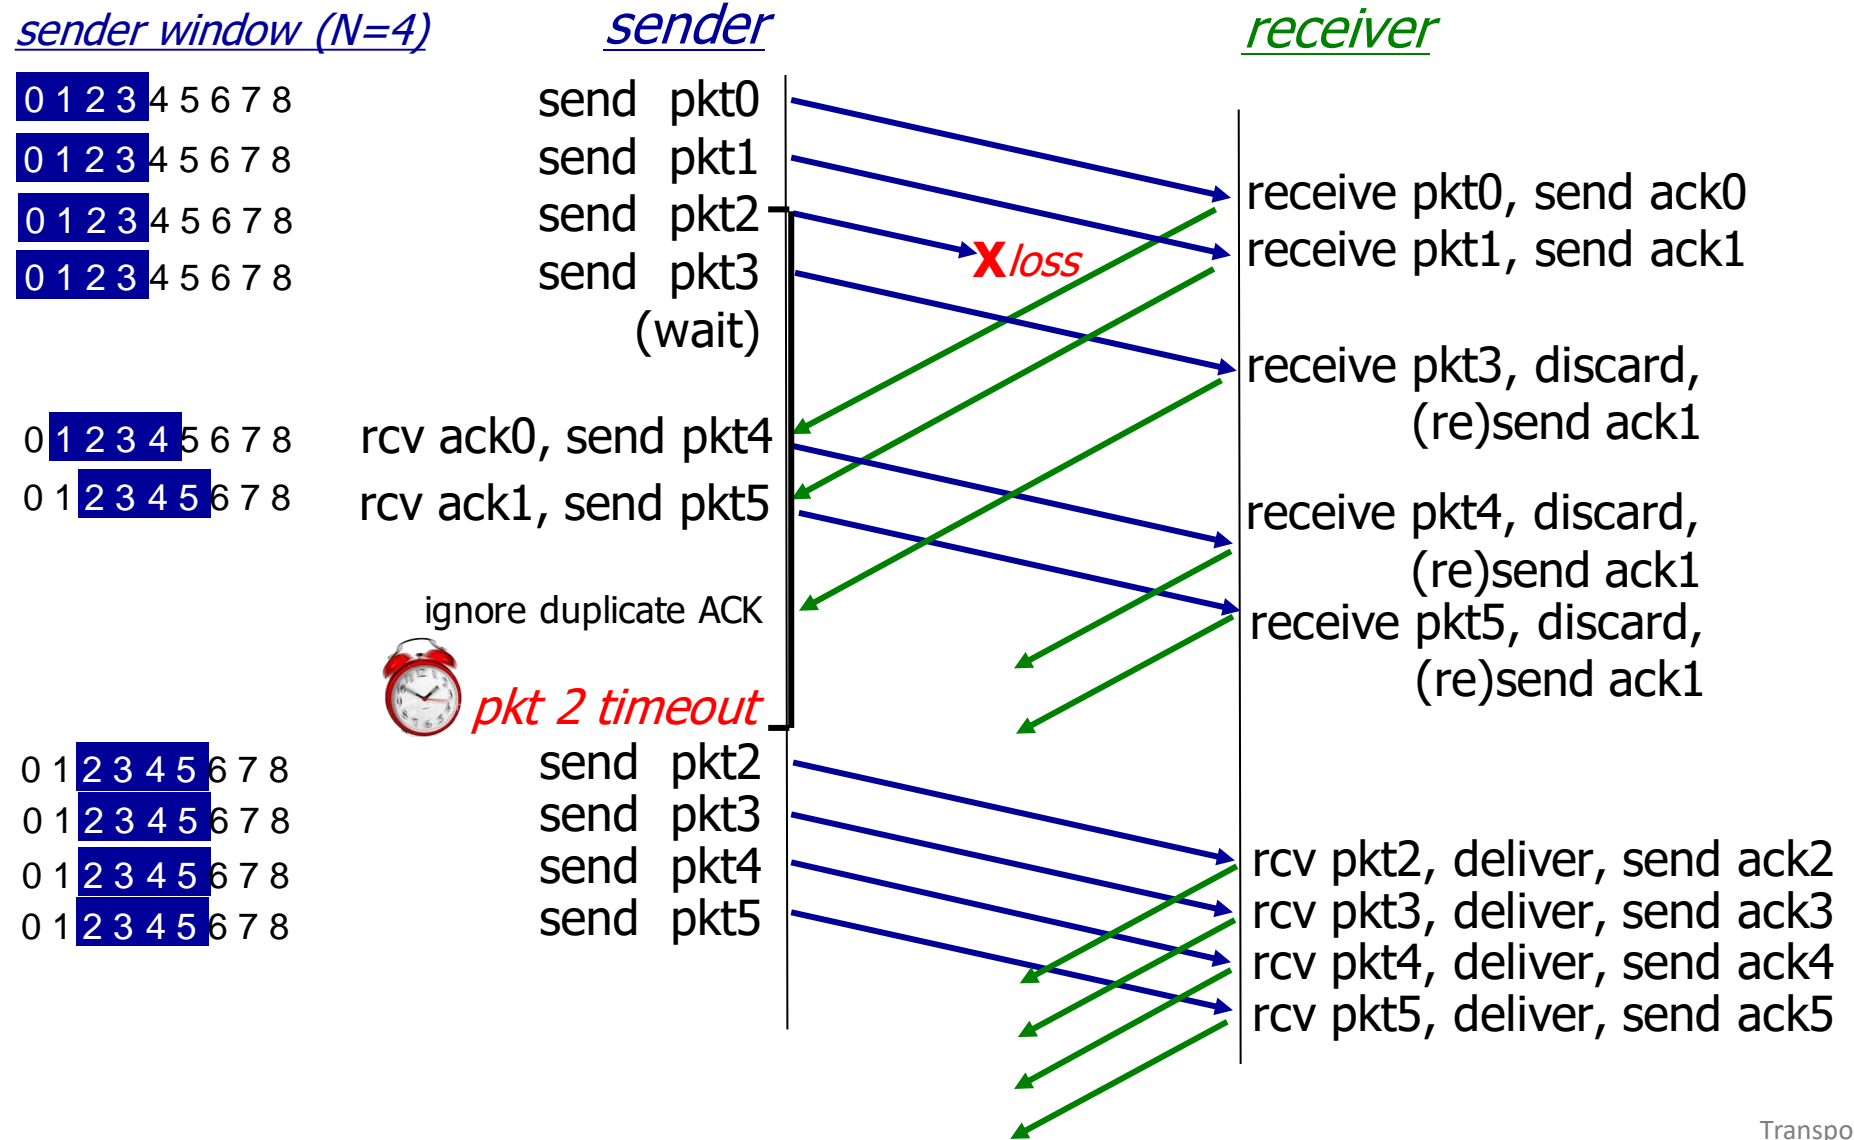 sender window (N=4) sender receiver
0 1 2 3 4 5 6 7 8 send pkt0
0 1 2 3 4 5 6 7 8 send pkt1
receive pkt0, send ack0
0 1 2 3 4 5 6 7 8 send pkt2
receive pkt1, send ack1
X loss
0 1 2 3 4 5 6 7 8 send pkt3
(wait)
receive pkt3, discard,
(re)send ack1
0 1 2 3 4 5 6 7 8 rcv ack0, send pkt4
0 1 2 3 4 5 6 7 8 rcv ack1, send pkt5
receive pkt4, discard,
(re)send ack1
ignore duplicate ACK
receive pkt5, discard,
(re)send ack1
pkt 2 timeout
0 1 2 3 4 5 6 7 8 send pkt2
0 1 2 3 4 5 6 7 8 send pkt3
0 1 2 3 4 5 6 7 8 send pkt4
0 1 2 3 4 5 6 7 8 send pkt5
rcv pkt2, deliver, send ack2
rcv pkt3, deliver, send ack3
rcv pkt4, deliver, send ack4
rcv pkt5, deliver, send ack5
Transpo